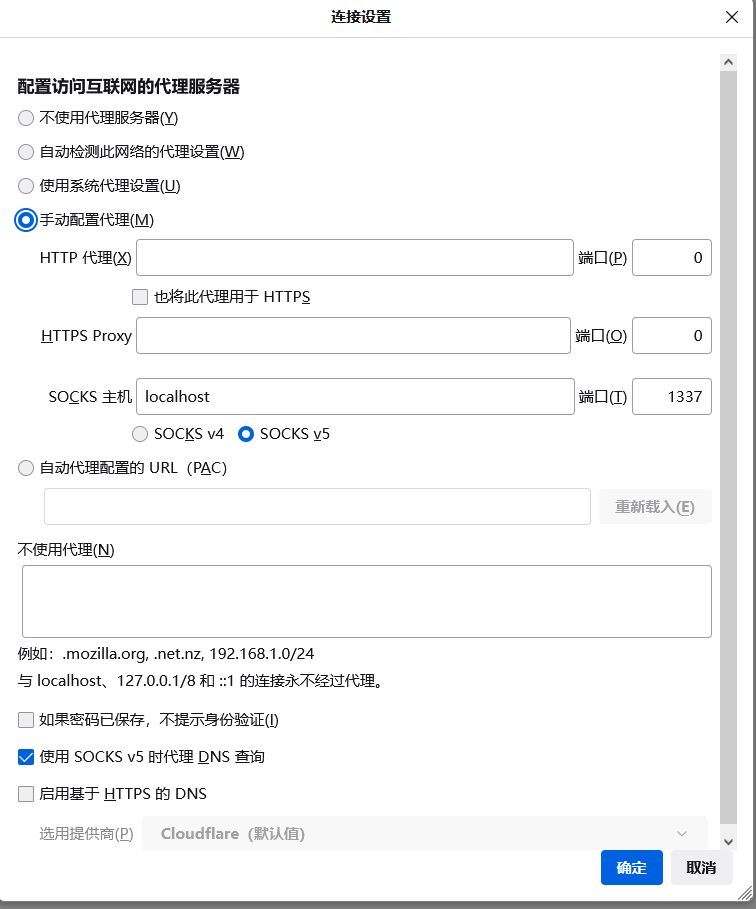 连接设置
配置访问互联网的代理服务器
不使用代理服务器(Y)
自动检测此网络的代理设置(W)
使用系统代理设置(U)
手动配置代理(M)
HTTP 代理(X) 端口(P) 0
也将此代理用于 HTTPS
HTTPS Proxy 端口(O) 0
SOCKS 主机 localhost 端口(T) 1337
SOCKS v4 SOCKS v5
自动代理配置的 URL（PAC）
重新载入(E)
不使用代理(N)
例如：.mozilla.org, .net.nz, 192.168.1.0/24
与 localhost、127.0.0.1/8 和 ::1 的连接永不经过代理。
如果密码已保存，不提示身份验证(I)
使用 SOCKS v5 时代理 DNS 查询
启用基于 HTTPS 的 DNS
选用提供商(P) Cloudflare（默认值）
确定 取消